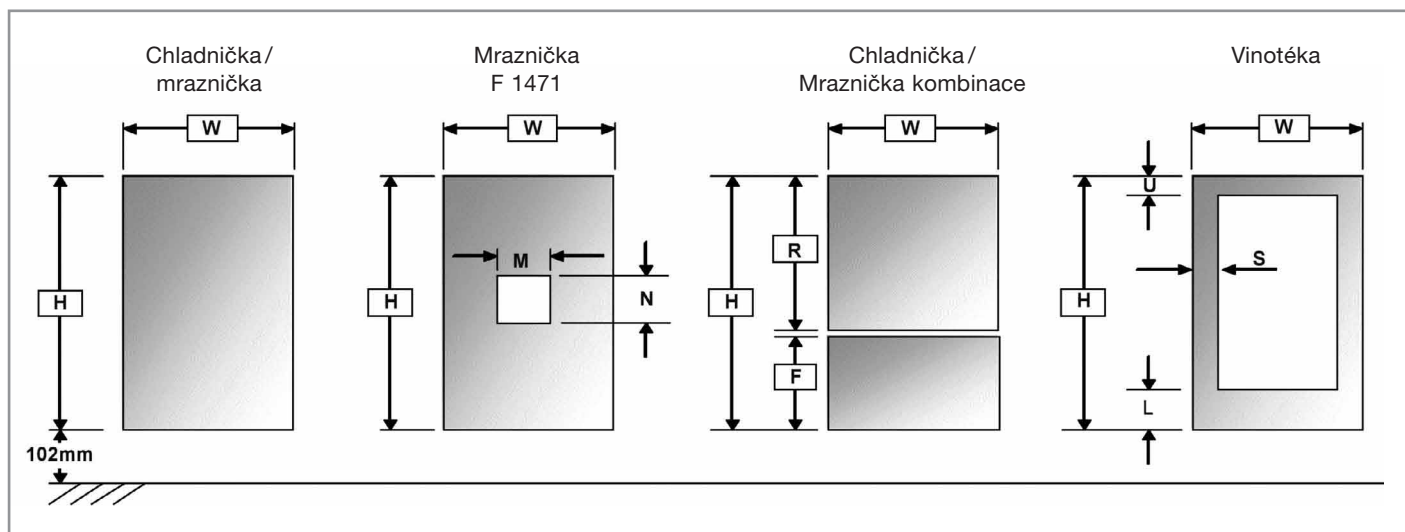 Chladnička/
mraznička
Mraznička
F 1471
Chladnička/
Mraznička kombinace
Vinotéka
W
W
W
W
H
102mm
H
M
N
H
R
F
H
U
S
L